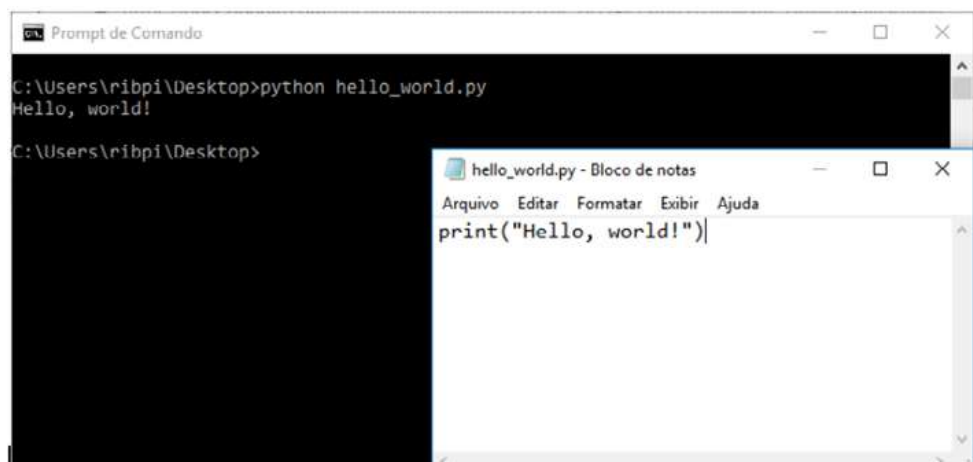 Prompt de Comando
C:\Users\ribpi\Desktop>python hello_world.py
Hello, world!
C:\Users\ribpi\Desktop>
hello_world.py - Bloco de notas
Arquivo Editar Formatar Exibir Ajuda
print("Hello, world!")